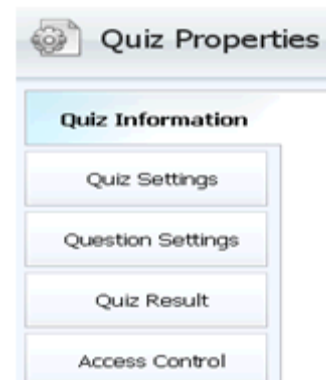 Quiz Properties
Quiz Information
Quiz Settings
Question Settings
Quiz Result
Access Control